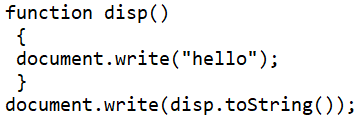 function disp()
 {
 document.write("hello");
 }
document.write(disp.toString());